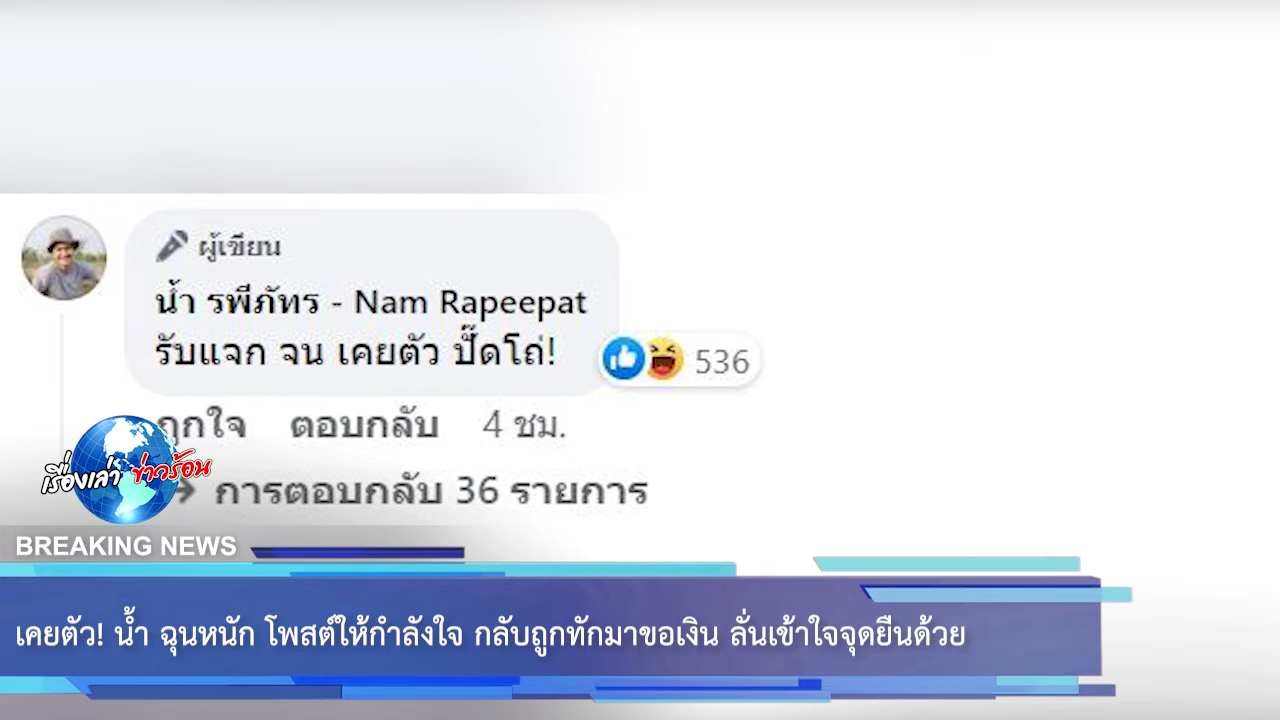 ผู้เขียน
น้ำ รพีภัทร - Nam Rapeepat
รับแจก จน เคยตัว ปั๊ดโถ่!
536
ถูกใจ ตอบกลับ 4 ชม.
การตอบกลับ 36 รายการ
เรื่องเล่า ข่าวร้อน
BREAKING NEWS
เคยตัว! น้ำ ฉุนหนัก โพสต์ให้กำลังใจ กลับถูกทักมาขอเงิน ลั่นเข้าใจจุดยืนด้วย